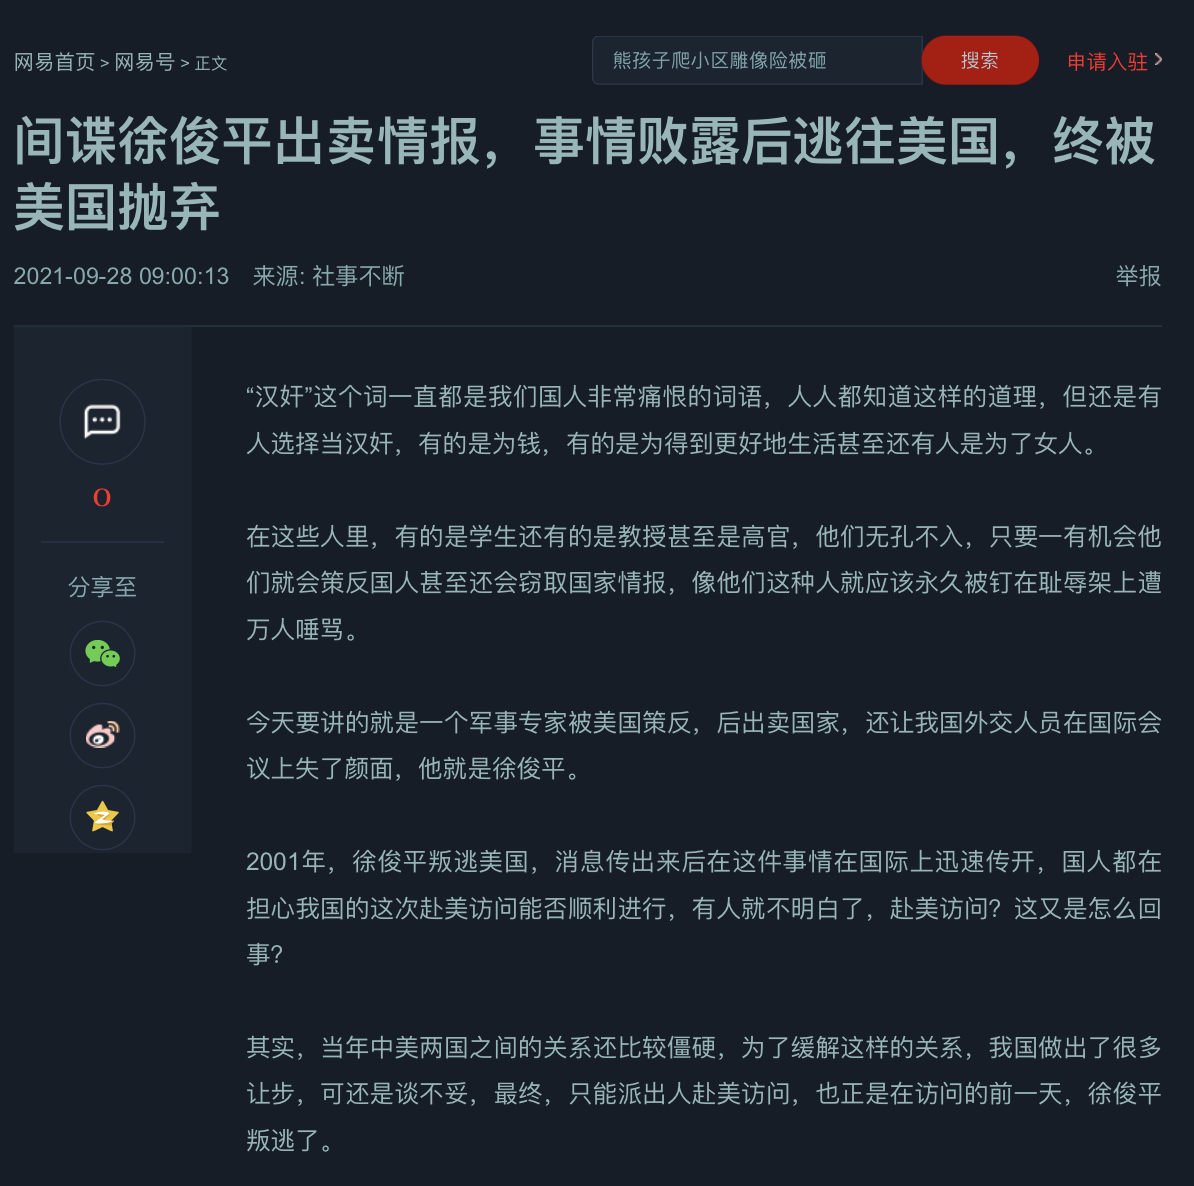 网易首页 > 网易号 > 正文
熊孩子爬小区雕像险被砸
搜索
申请入驻
间谍徐俊平出卖情报，事情败露后逃往美国，终被
美国抛弃
2021-09-28 09:00:13 来源: 社事不断
举报
0
分享至
“汉奸”这个词一直都是我们国人非常痛恨的词语，人人都知道这样的道理，但还是有
人选择当汉奸，有的是为钱，有的是为得到更好地生活甚至还有人是为了女人。
在这些人里，有的是学生还有的是教授甚至是高官，他们无孔不入，只要一有机会他
们就会策反国人甚至还会窃取国家情报，像他们这种人就应该永久被钉在耻辱架上遭
万人唾骂。
今天要讲的就是一个军事专家被美国策反，后出卖国家，还让我国外交人员在国际会
议上失了颜面，他就是徐俊平。
2001年，徐俊平叛逃美国，消息传出来后在这件事情在国际上迅速传开，国人都在
担心我国的这次赴美访问能否顺利进行，有人就不明白了，赴美访问？这又是怎么回
事？
其实，当年中美两国之间的关系还比较僵硬，为了缓解这样的关系，我国做出了很多
让步，可还是谈不妥，最终，只能派出人赴美访问，也正是在访问的前一天，徐俊平
叛逃了。